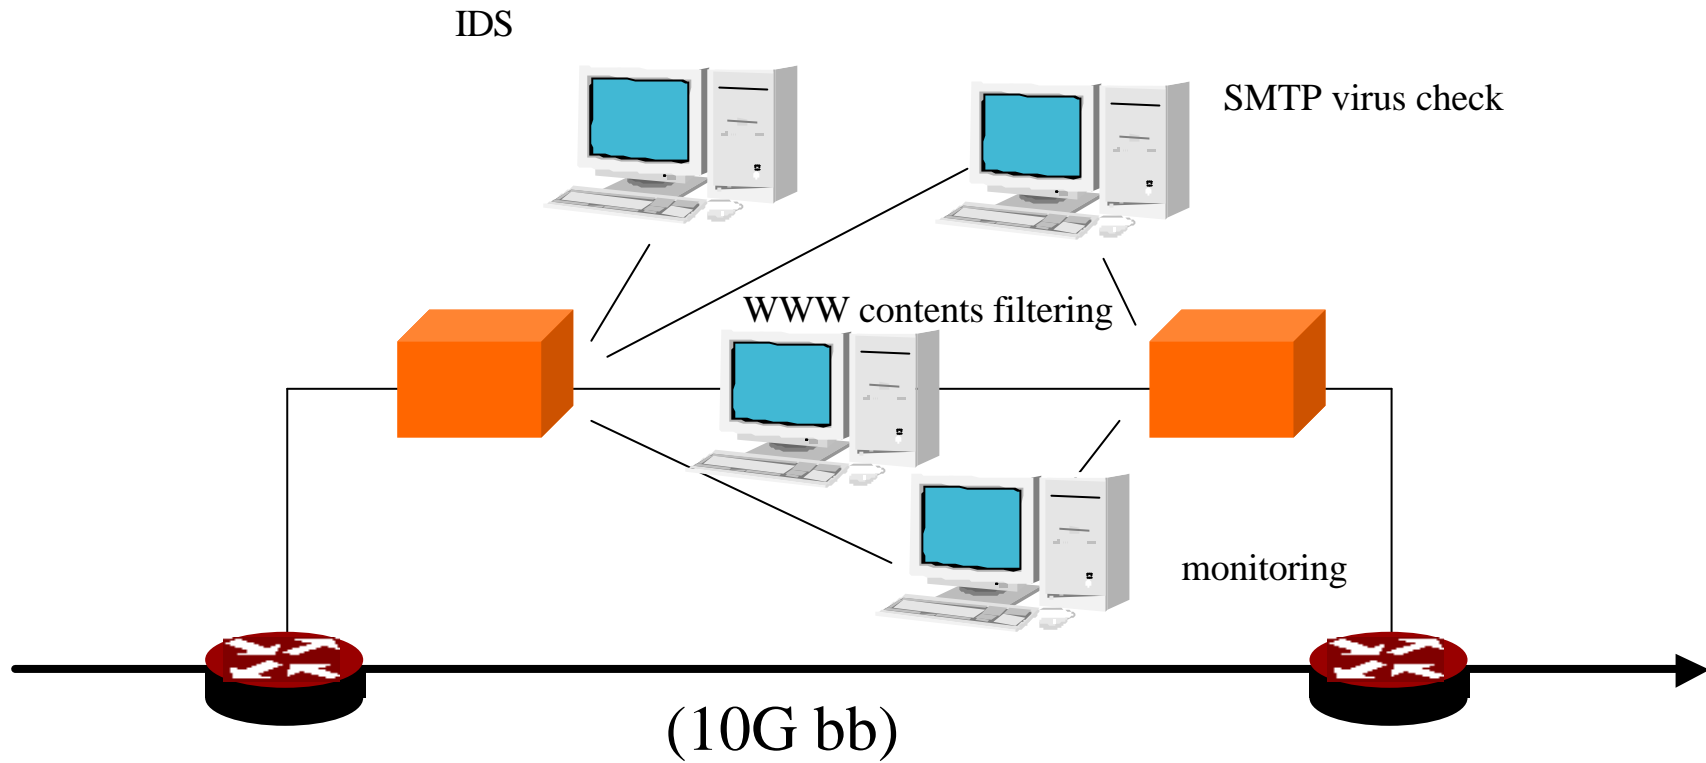 IDS
SMTP virus check
WWW contents filtering
monitoring
(10G bb)